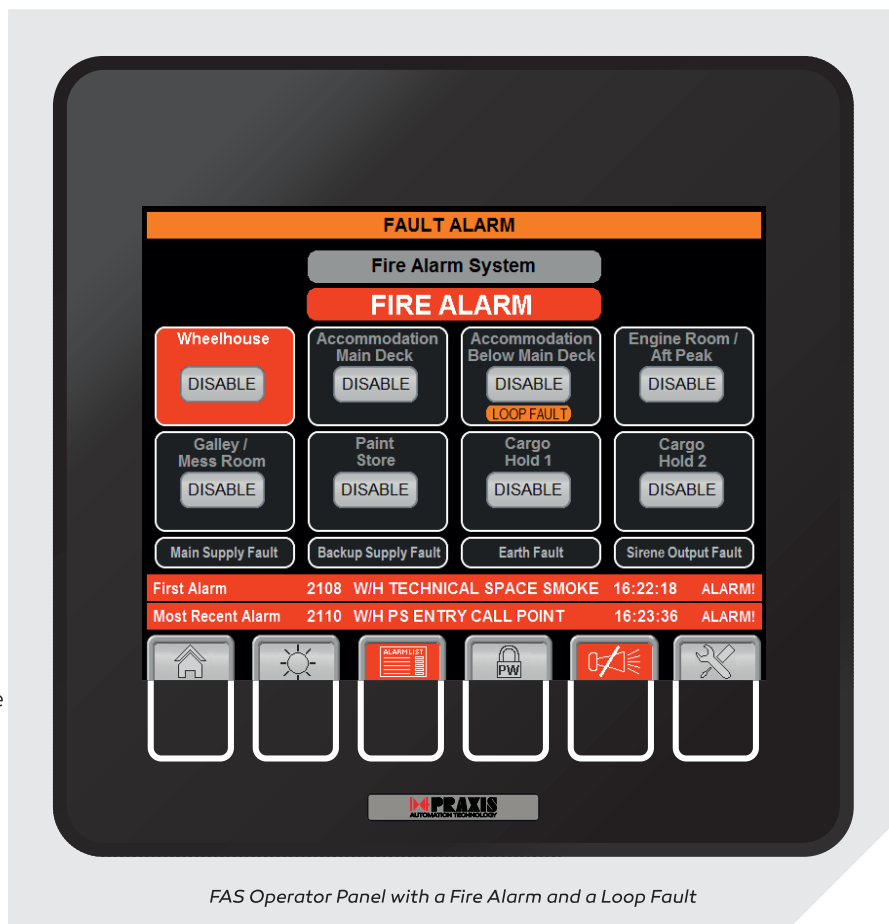 FAULT ALARM
Fire Alarm System
FIRE ALARM
Wheelhouse
DISABLE
Accommodation
Main Deck
DISABLE
Accommodation
Below Main Deck
DISABLE
LOOP FAULT
Engine Room /
Aft Peak
DISABLE
Galley /
Mess Room
DISABLE
Paint
Store
DISABLE
Cargo
Hold 1
DISABLE
Cargo
Hold 2
DISABLE
Main Supply Fault
Backup Supply Fault
Earth Fault
Sirene Output Fault
First Alarm 2108 W/H TECHNICAL SPACE SMOKE 16:22:18 ALARM!
Most Recent Alarm 2110 W/H PS ENTRY CALL POINT 16:23:36 ALARM!
ALARM LIST
PW
e
PRAXIS
AUTOMATION TECHNOLOGY
FAS Operator Panel with a Fire Alarm and a Loop Fault